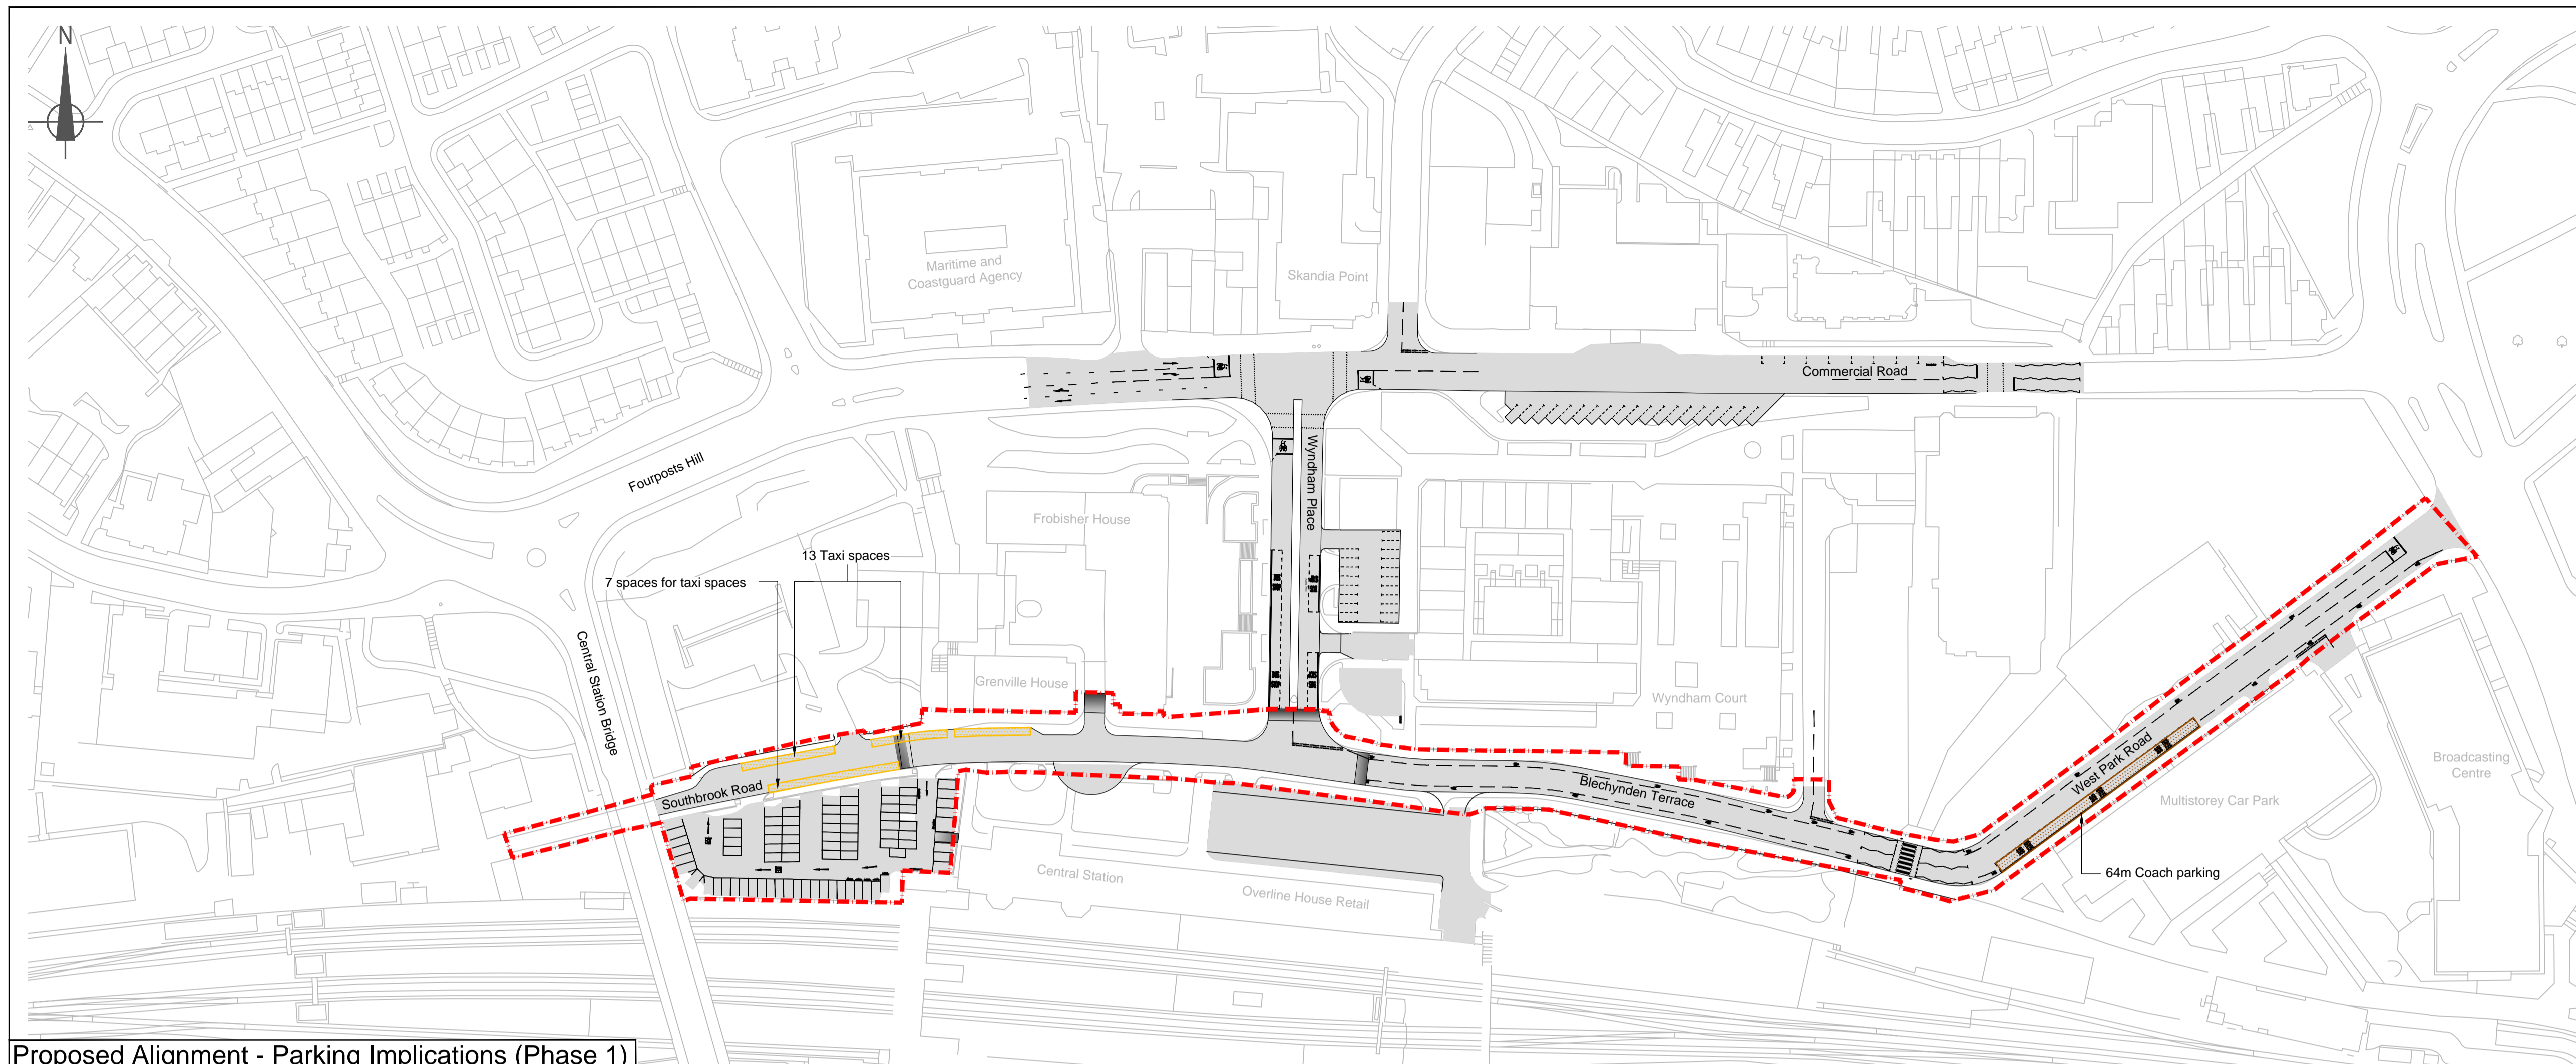 N
Maritime and
Coastguard Agency
Skandia Point
Commercial Road
Wyndham Place
Fourposts Hill
Frobisher House
13 Taxi spaces
7 spaces for taxi spaces
Central Station Bridge
Grenville House
Wyndham Court
Southbrook Road
Blechynden Terrace
West Park Road
Broadcasting
Centre
Multistorey Car Park
64m Coach parking
Central Station
Overline House Retail
Proposed Alignment - Parking Implications (Phase 1)